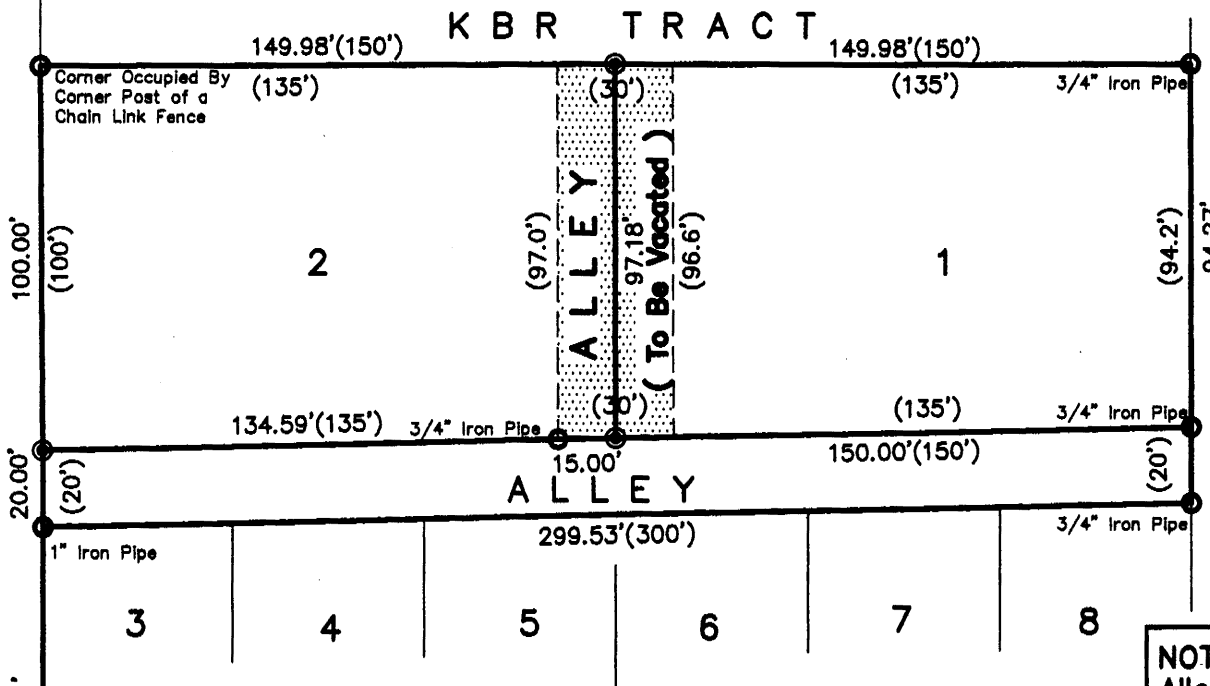 KBR TRACT
149.98'(150')
149.98'(150')
Corner Occupied By
Corner Post of a
Chain Link Fence
(135')
(30')
(135')
3/4" Iron Pipe
100.00'
(100')
2
(97.0')
ALLEY
97.18'
( To Be Vacated )
(96.6')
1
(94.2')
134.59'(135')
3/4" Iron Pipe
(30')
(135')
3/4" Iron Pipe
15.00'
150.00'(150')
20.00'
(20')
ALLEY
(20')
299.53'(300')
1" Iron Pipe
3/4" Iron Pipe
3
4
5
6
7
8